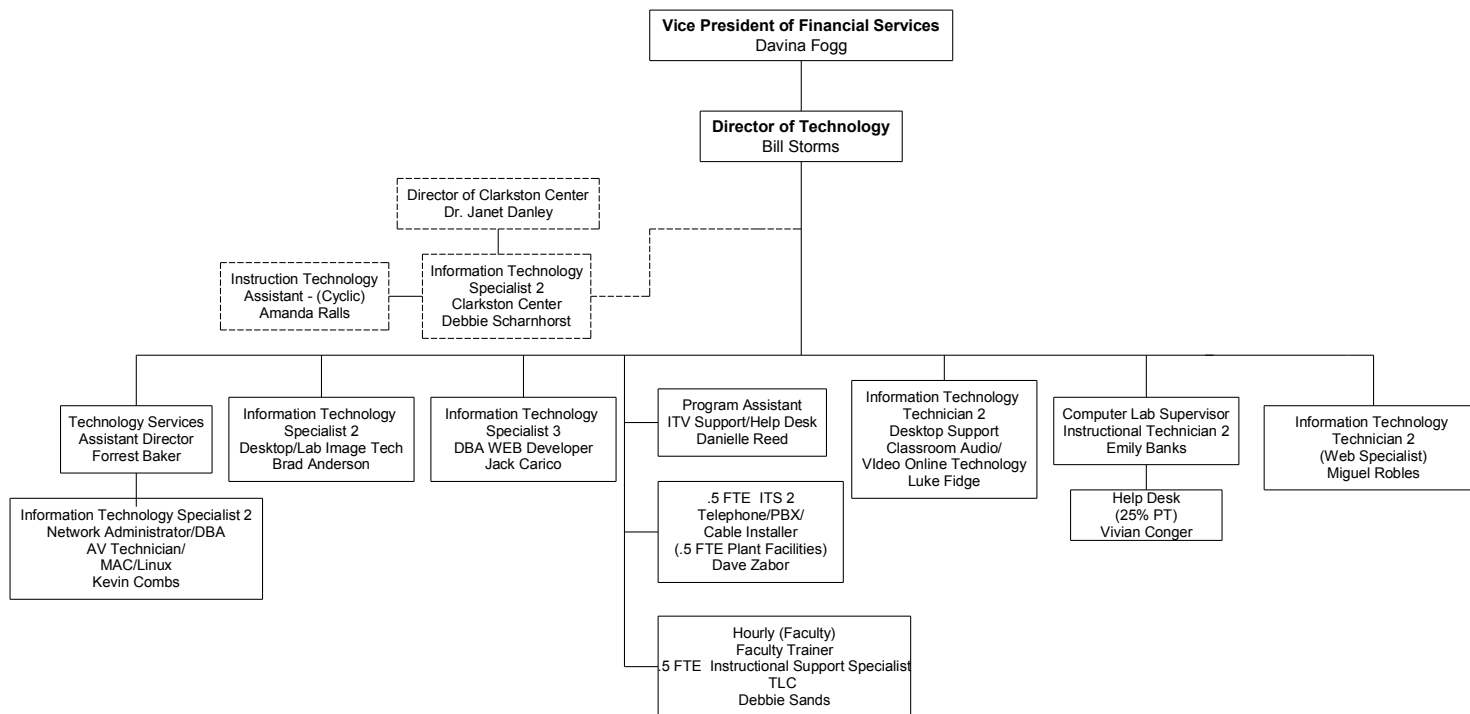 Vice President of Financial Services
Davina Fogg
Director of Technology
Bill Storms
Director of Clarkston Center
Dr. Janet Danley
Instruction Technology
Assistant - (Cyclic)
Amanda Ralls
Information Technology
Specialist 2
Clarkston Center
Debbie Scharnhorst
Technology Services
Assistant Director
Forrest Baker
Information Technology Specialist 2
Network Administrator/DBA
AV Technician/
MAC/Linux
Kevin Combs
Information Technology
Specialist 2
Desktop/Lab Image Tech
Brad Anderson
Information Technology
Specialist 3
DBA WEB Developer
Jack Carico
Program Assistant
ITV Support/Help Desk
Danielle Reed
.5 FTE  ITS 2
Telephone/PBX/
Cable Installer
(.5 FTE Plant Facilities)
Dave Zabor
Hourly (Faculty)
Faculty Trainer
.5 FTE  Instructional Support Specialist
TLC
Debbie Sands
Information Technology
Technician 2
Desktop Support
Classroom Audio/
VIdeo Online Technology
Luke Fidge
Computer Lab Supervisor
Instructional Technician 2
Emily Banks
Help Desk
(25% PT)
Vivian Conger
Information Technology
Technician 2
(Web Specialist)
Miguel Robles